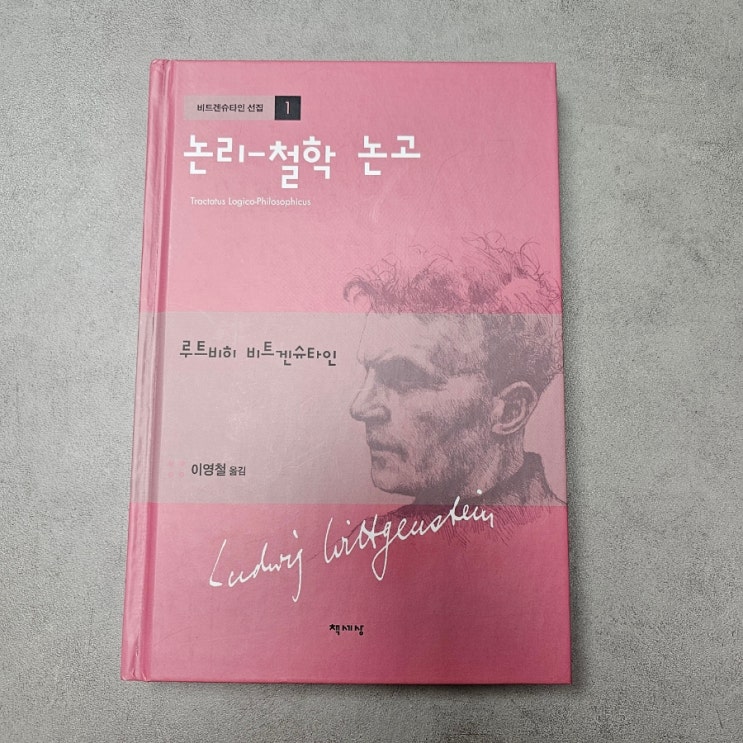 비트겐슈타인 선집 1
논리-철학 논고
Tractatus Logico-Philosophicus
루트비히 비트겐슈타인
이영철 옮김
Ludwig Wittgenstein
책세상